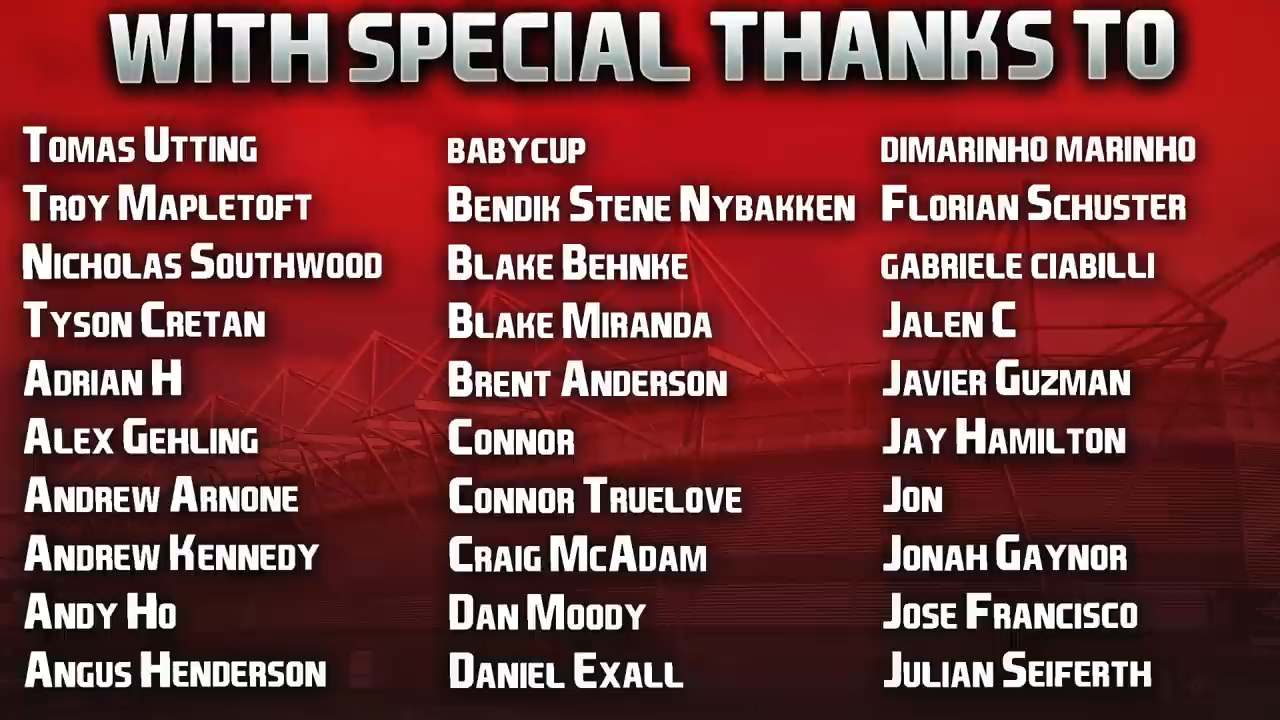 WITH SPECIAL THANKS TO
Tomas Utting
Troy Mapletoft
Nicholas Southwood
Tyson Cretan
Adrian H
Alex Gehling
Andrew Arnone
Andrew Kennedy
Andy Ho
Angus Henderson
babycup
Bendik Stene Nybakken
Blake Behnke
Blake Miranda
Brent Anderson
Connor
Connor Truelove
Craig McAdam
Dan Moody
Daniel Exall
dimarinho marinho
Florian Schuster
gabriele ciabilli
Jalen C
Javier Guzman
Jay Hamilton
Jon
Jonah Gaynor
Jose Francisco
Julian Seiferth